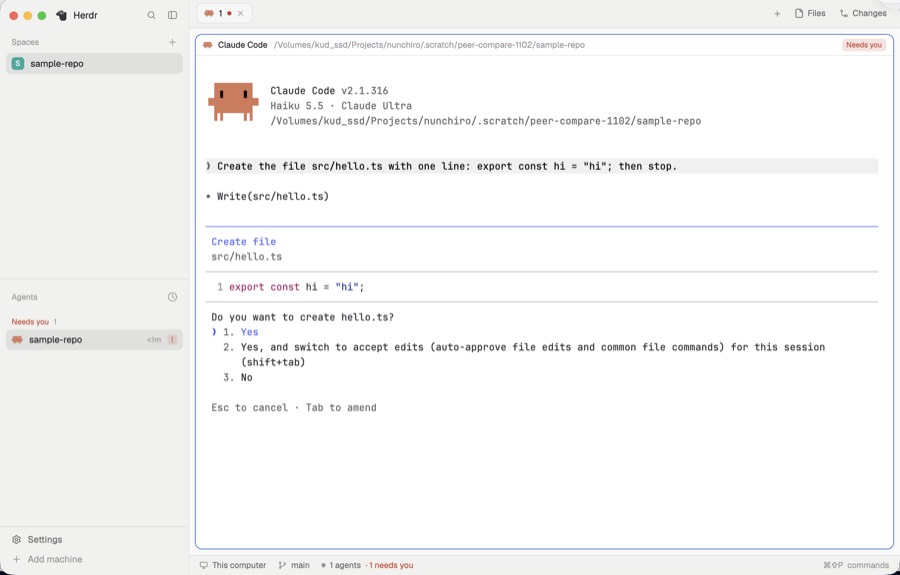 Herdr
Spaces
S sample-repo
Agents
Needs you 1
sample-repo <1m !
Settings
Add machine
1
Files
Changes
Claude Code /Volumes/kud_ssd/Projects/nunchiro/.scratch/peer-compare-1102/sample-repo
Needs you
Claude Code v2.1.316
Haiku 5.5 · Claude Ultra
/Volumes/kud_ssd/Projects/nunchiro/.scratch/peer-compare-1102/sample-repo
❯ Create the file src/hello.ts with one line: export const hi = "hi"; then stop.
• Write(src/hello.ts)
Create file
src/hello.ts
1 export const hi = "hi";
Do you want to create hello.ts?
❯ 1. Yes
2. Yes, and switch to accept edits (auto-approve file edits and common file commands) for this session
(shift+tab)
3. No
Esc to cancel · Tab to amend
This computer main 1 agents · 1 needs you
⌘⇧P commands